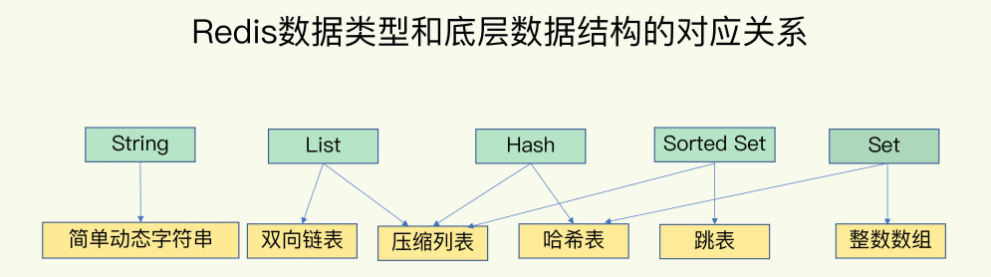 Redis数据类型和底层数据结构的对应关系
String
List
Hash
Sorted Set
Set
简单动态字符串
双向链表
压缩列表
哈希表
跳表
整数数组